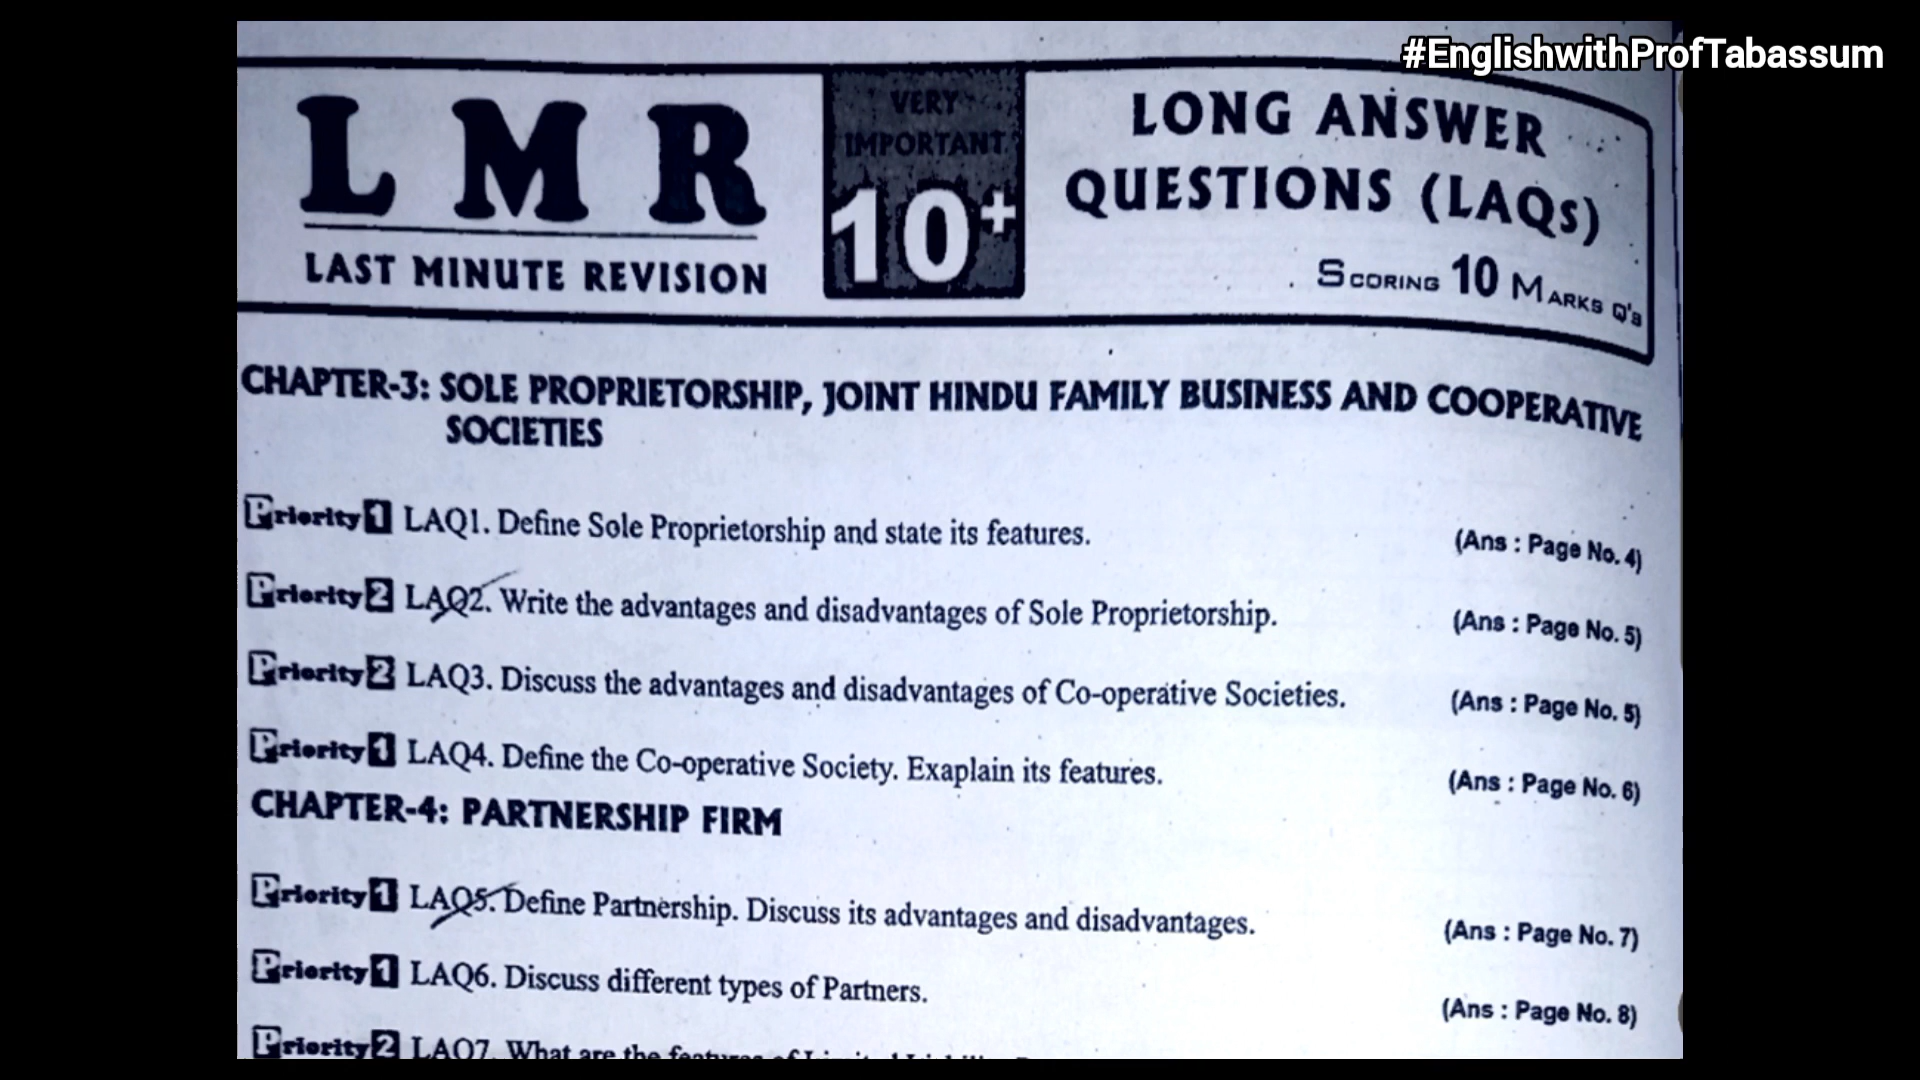 #EnglishwithProfTabassum
L M R
LAST MINUTE REVISION
VERY
IMPORTANT
10+
LONG ANSWER
QUESTIONS (LAQs)
SCORING 10 MARKS Q's
CHAPTER-3: SOLE PROPRIETORSHIP, JOINT HINDU FAMILY BUSINESS AND COOPERATIVE
SOCIETIES
Priority 1 LAQ1. Define Sole Proprietorship and state its features. (Ans : Page No. 4)
Priority 2 LAQ2. Write the advantages and disadvantages of Sole Proprietorship. (Ans : Page No. 5)
Priority 2 LAQ3. Discuss the advantages and disadvantages of Co-operative Societies. (Ans : Page No. 5)
Priority 1 LAQ4. Define the Co-operative Society. Exaplain its features. (Ans : Page No. 6)
CHAPTER-4: PARTNERSHIP FIRM
Priority 1 LAQ5. Define Partnership. Discuss its advantages and disadvantages. (Ans : Page No. 7)
Priority 1 LAQ6. Discuss different types of Partners. (Ans : Page No. 8)
Priority 2 LAQ7. What are the features of